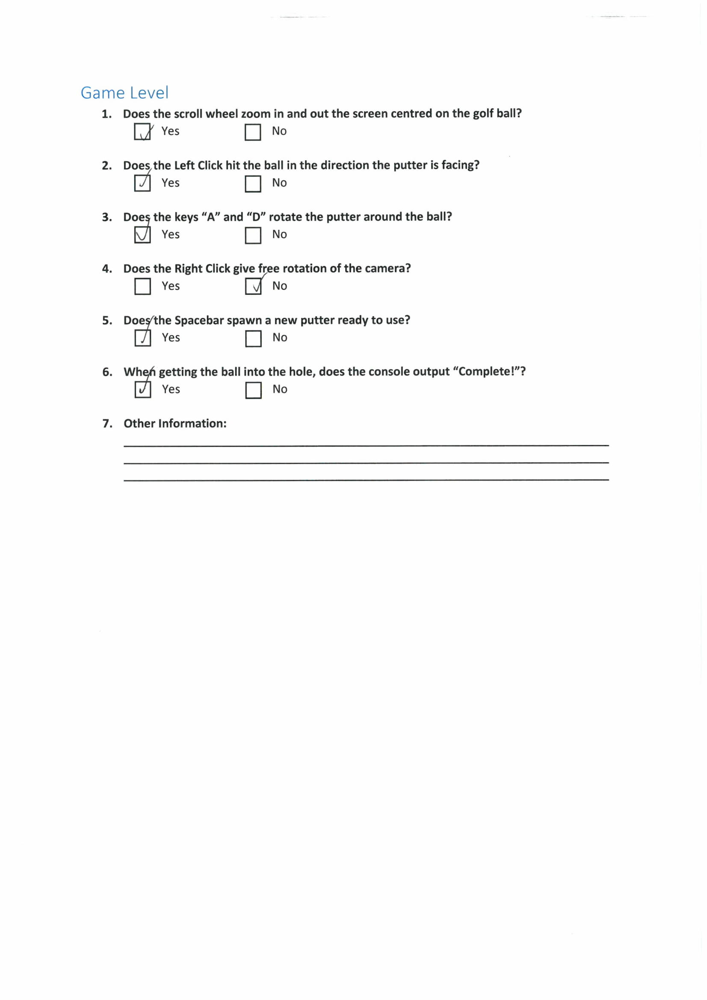 Game Level
1. Does the scroll wheel zoom in and out the screen centred on the golf ball?
Yes No
2. Does the Left Click hit the ball in the direction the putter is facing?
Yes No
3. Does the keys “A” and “D” rotate the putter around the ball?
Yes No
4. Does the Right Click give free rotation of the camera?
Yes No
5. Does the Spacebar spawn a new putter ready to use?
Yes No
6. When getting the ball into the hole, does the console output “Complete!”?
Yes No
7. Other Information: